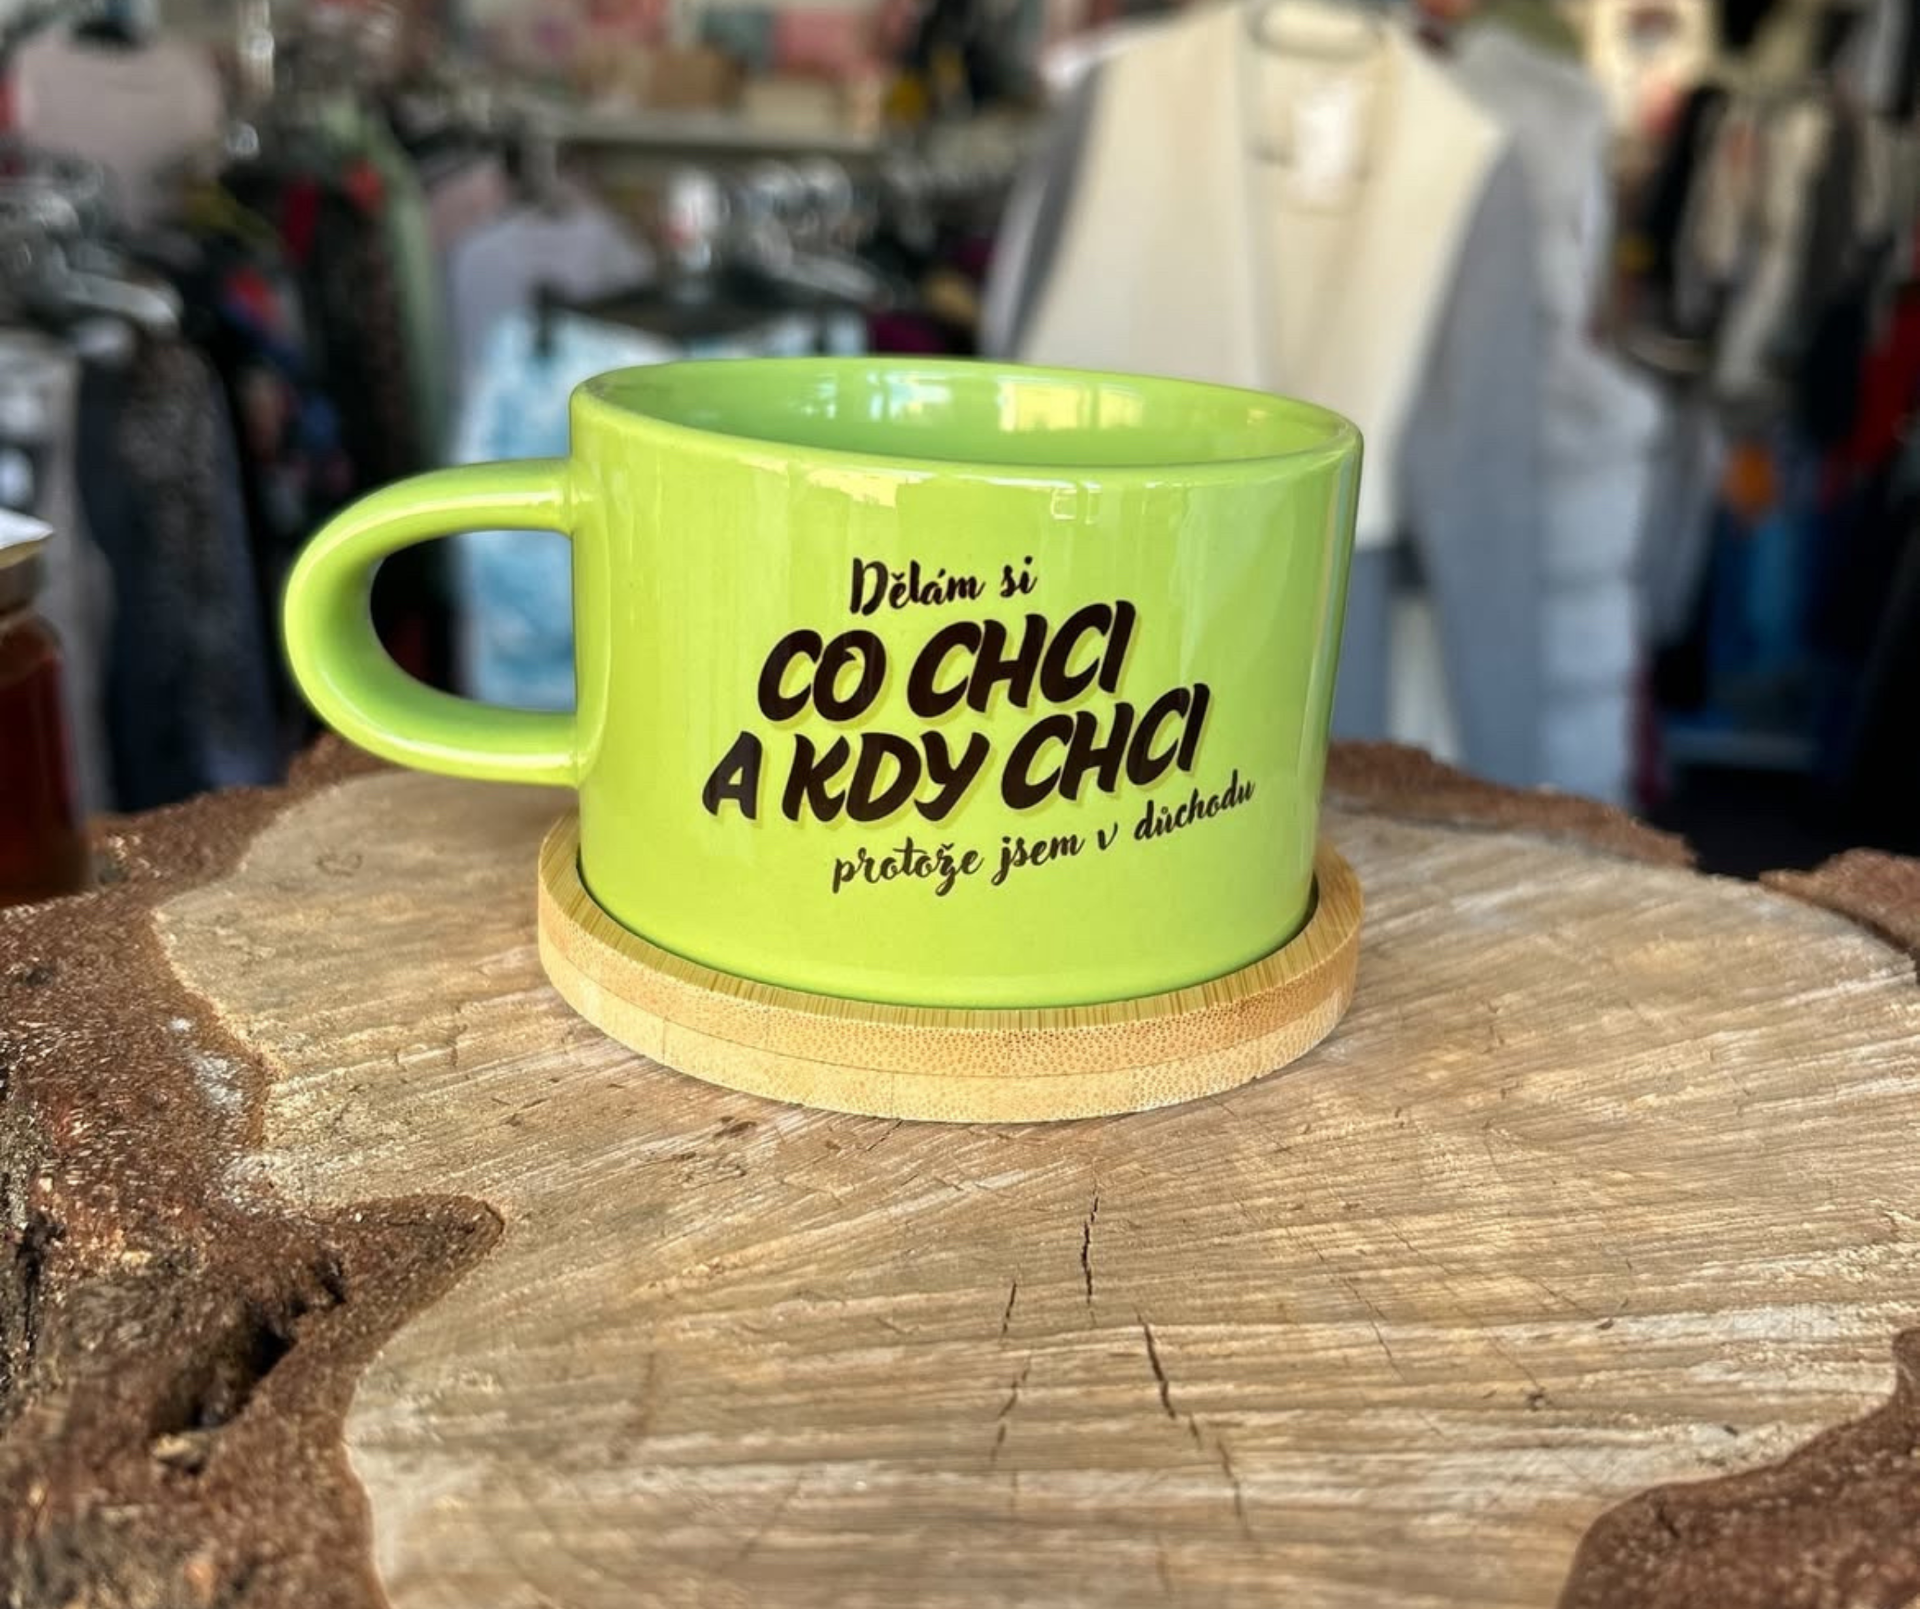 Dělám si
CO CHCI
A KDY CHCI
protože jsem v důchodu